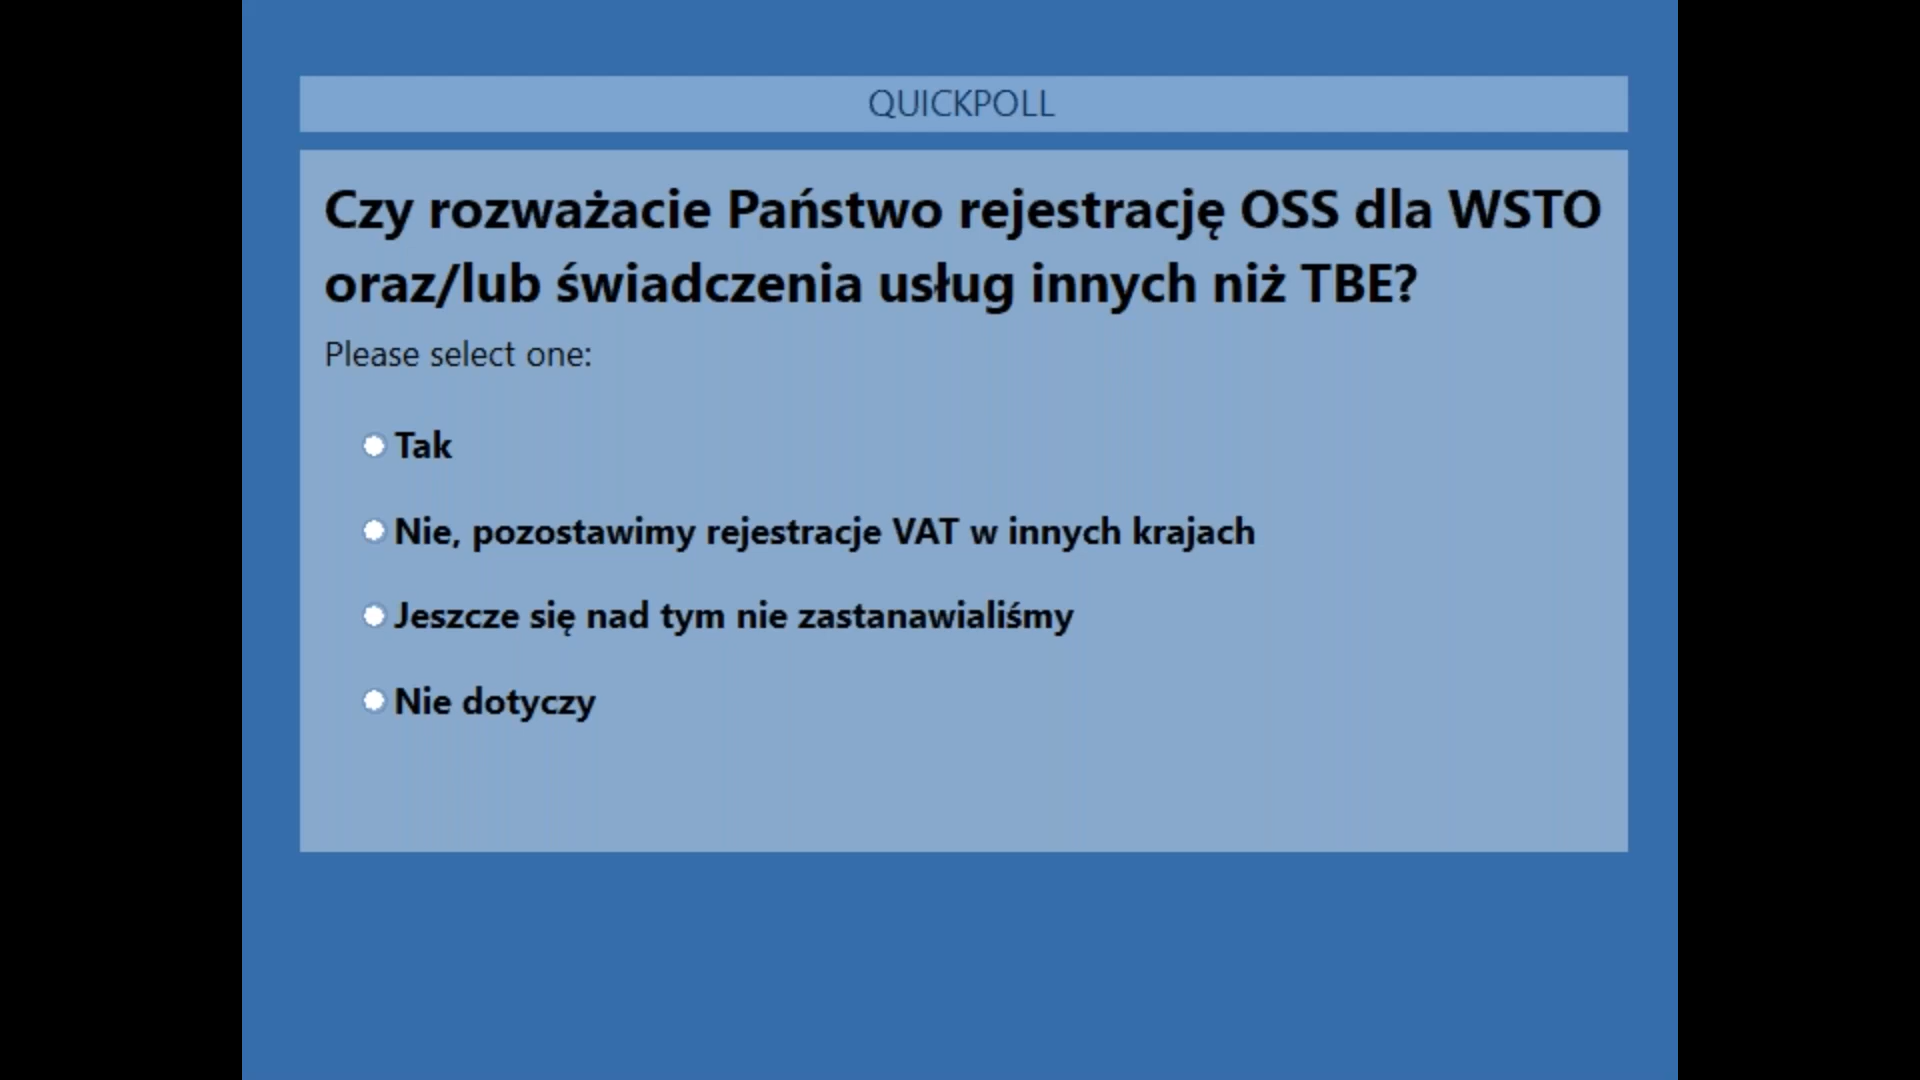 QUICKPOLL
Czy rozważacie Państwo rejestrację OSS dla WSTO
oraz/lub świadczenia usług innych niż TBE?
Please select one:
Tak
Nie, pozostawimy rejestracje VAT w innych krajach
Jeszcze się nad tym nie zastanawialiśmy
Nie dotyczy